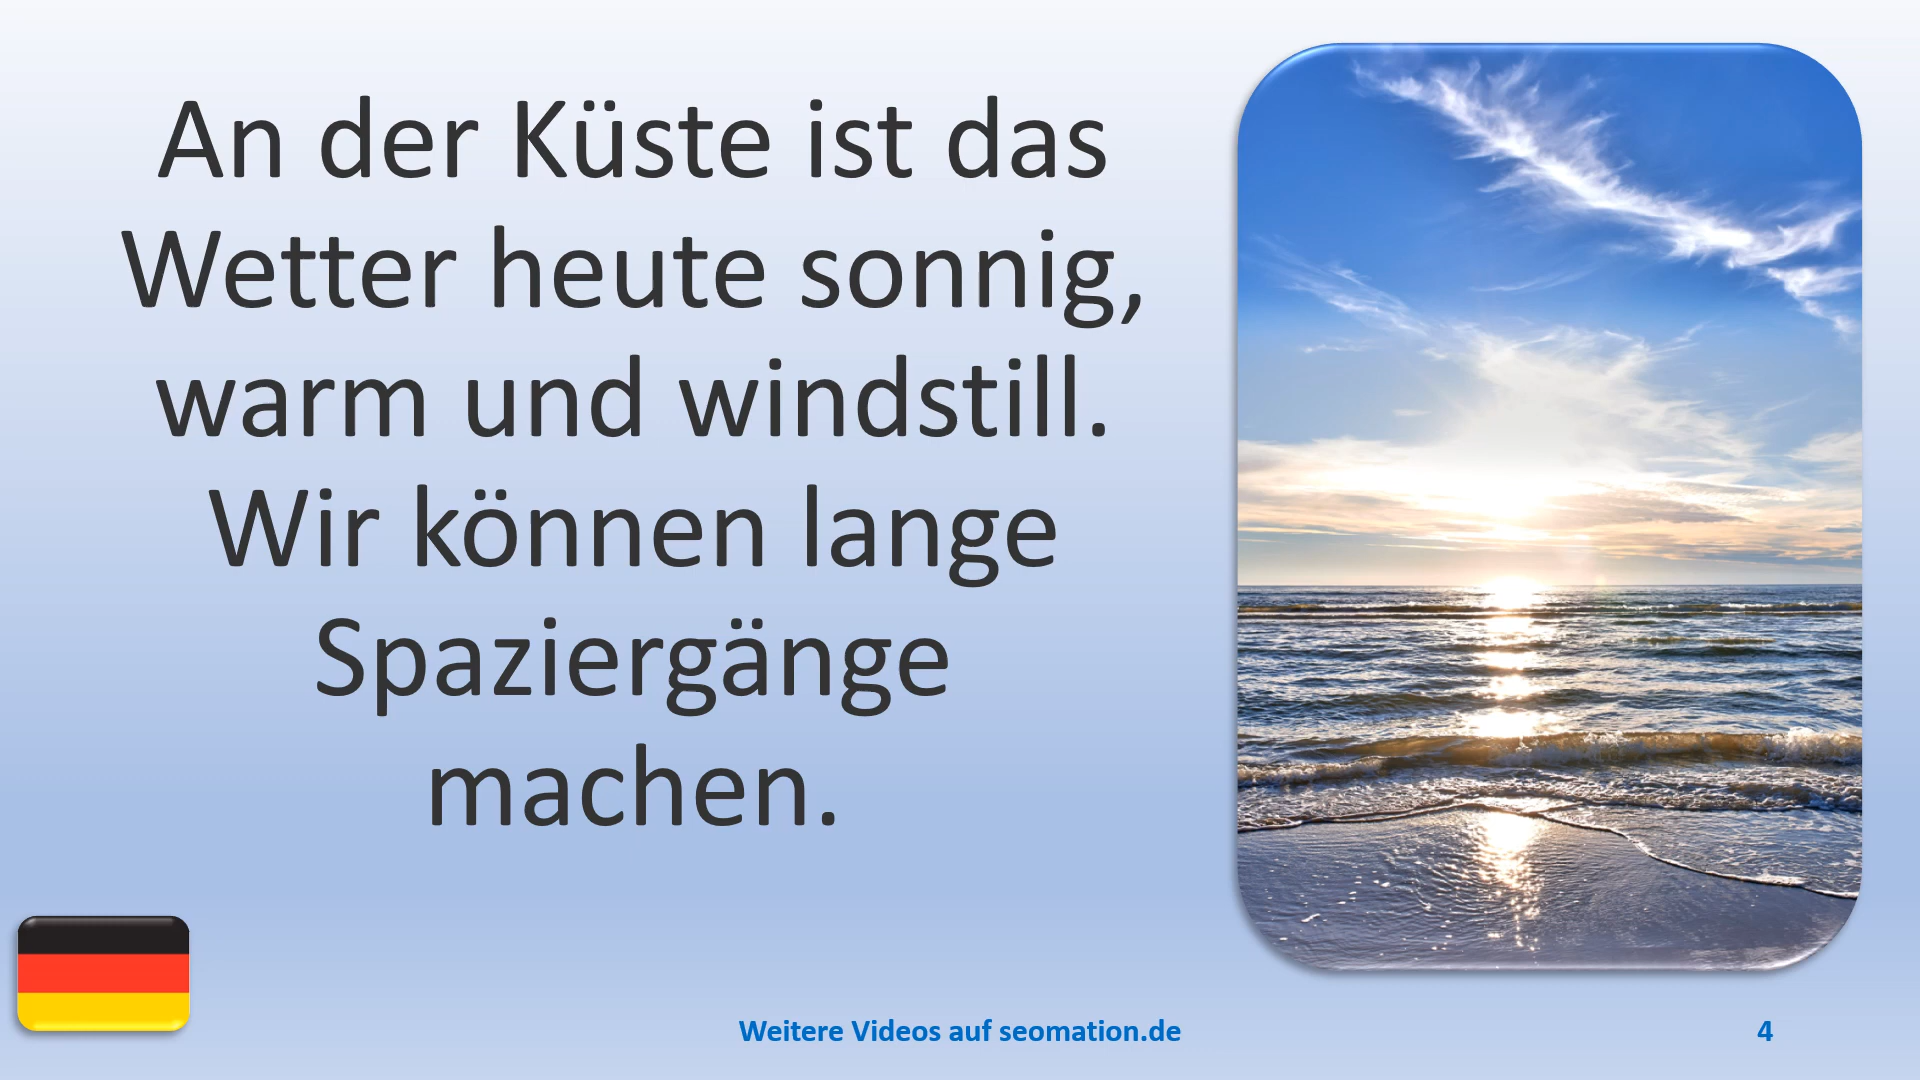 An der Küste ist das
Wetter heute sonnig,
warm und windstill.
Wir können lange
Spaziergänge
machen.
Weitere Videos auf seomation.de
4